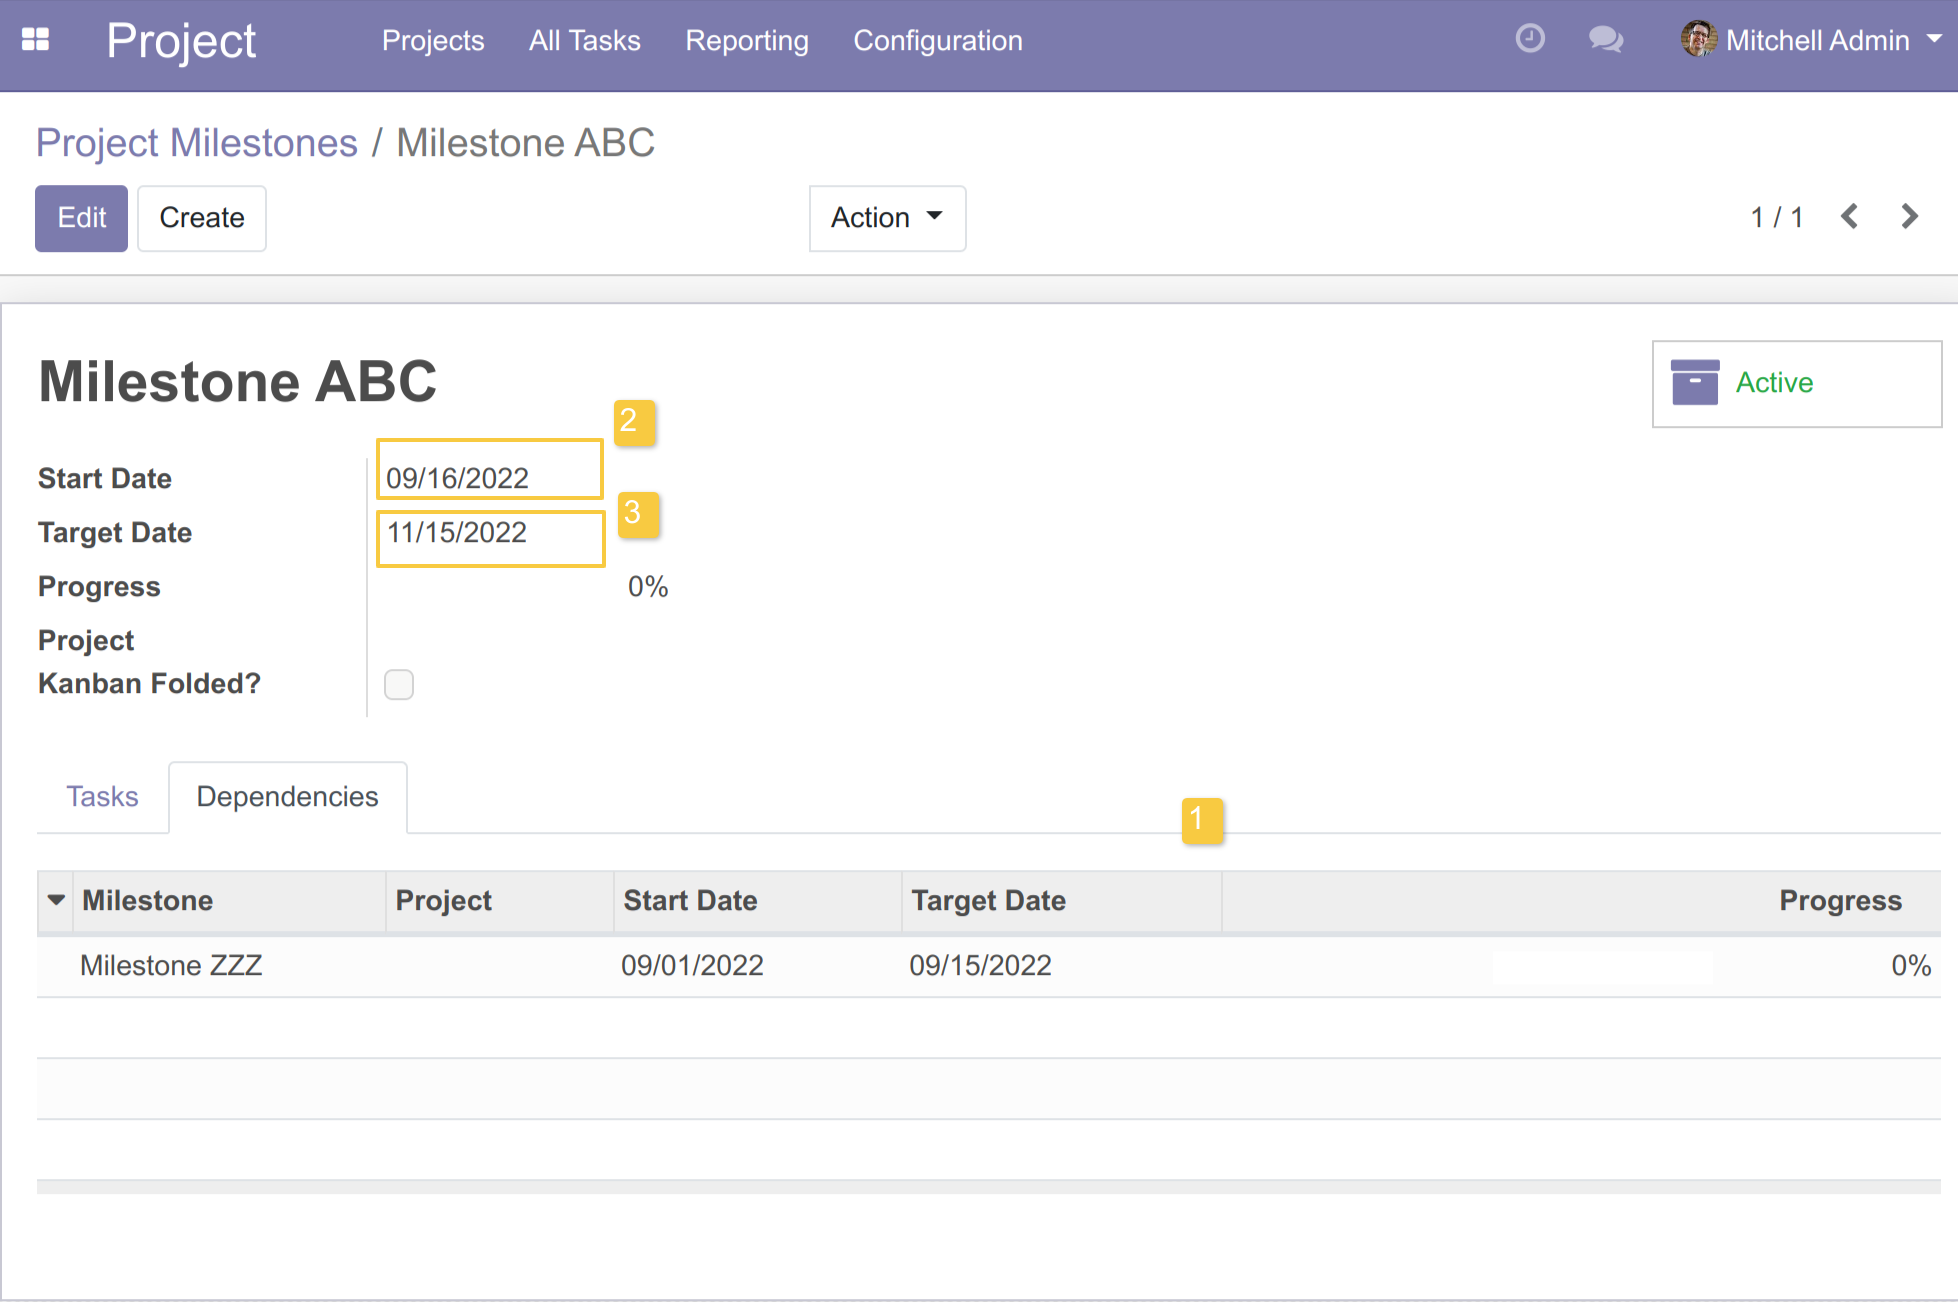 Project Projects All Tasks Reporting Configuration Mitchell Admin
Project Milestones / Milestone ABC
Edit Create Action 1 / 1
Milestone ABC
Active
2
Start Date 09/16/2022
3
Target Date 11/15/2022
Progress 0%
Project
Kanban Folded?
Tasks Dependencies
1
Milestone Project Start Date Target Date Progress
Milestone ZZZ 09/01/2022 09/15/2022 0%